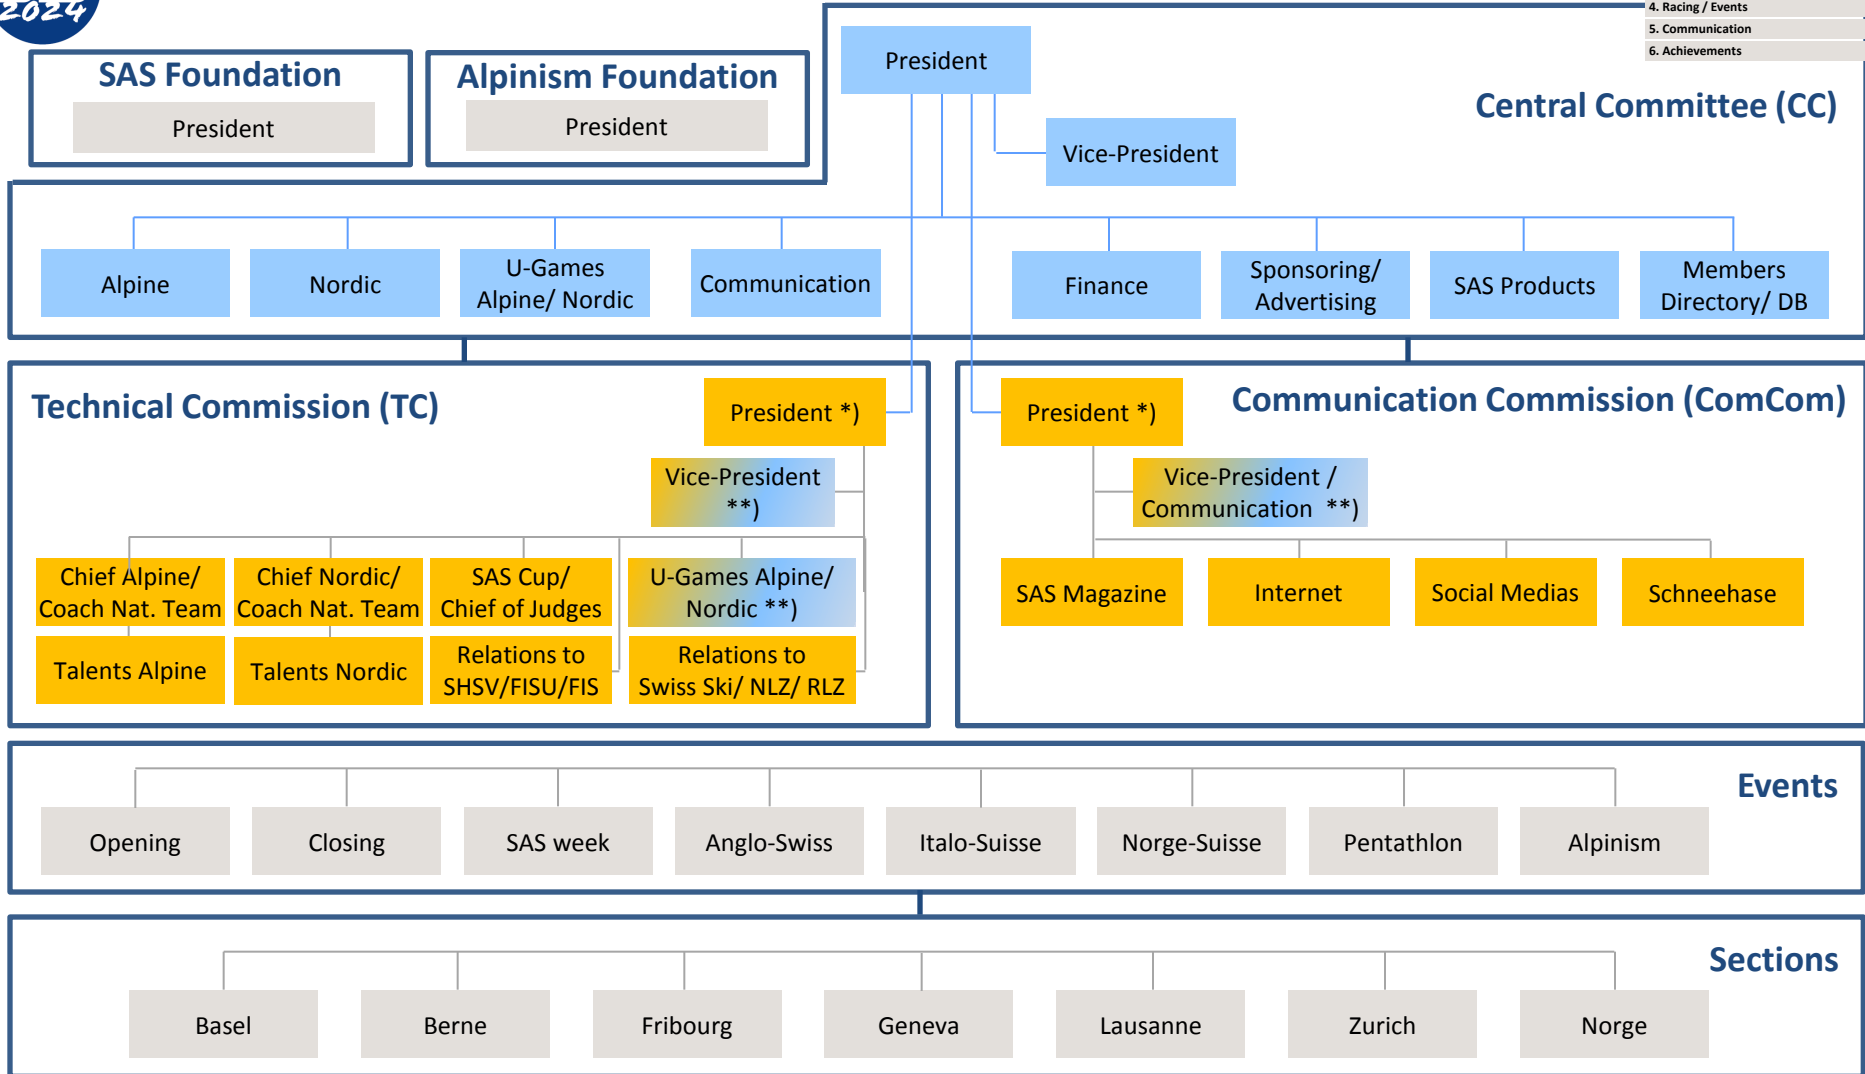 2024
4. Racing / Events
5. Communication
6. Achievements
SAS Foundation
President
Alpinism Foundation
President
President
Central Committee (CC)
Vice-President
Alpine
Nordic
U-Games
Alpine/ Nordic
Communication
Finance
Sponsoring/
Advertising
SAS Products
Members
Directory/ DB
Technical Commission (TC)
President *)
Vice-President
**)
Chief Alpine/
Coach Nat. Team
Chief Nordic/
Coach Nat. Team
SAS Cup/
Chief of Judges
U-Games Alpine/
Nordic **)
Talents Alpine
Talents Nordic
Relations to
SHSV/FISU/FIS
Relations to
Swiss Ski/ NLZ/ RLZ
President *)
Communication Commission (ComCom)
Vice-President /
Communication **)
SAS Magazine
Internet
Social Medias
Schneehase
Events
Opening
Closing
SAS week
Anglo-Swiss
Italo-Suisse
Norge-Suisse
Pentathlon
Alpinism
Sections
Basel
Berne
Fribourg
Geneva
Lausanne
Zurich
Norge